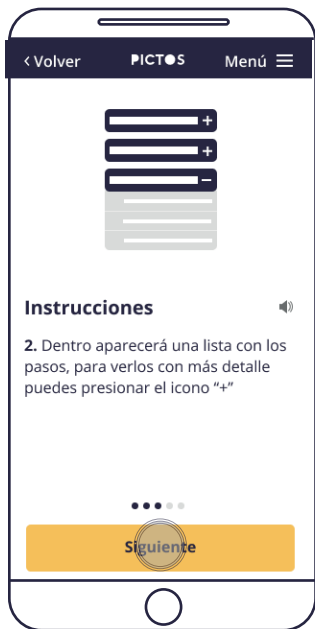 < Volver PICTOS Menú
+
+
−
Instrucciones
2. Dentro aparecerá una lista con los
pasos, para verlos con más detalle
puedes presionar el icono “+”
Siguiente